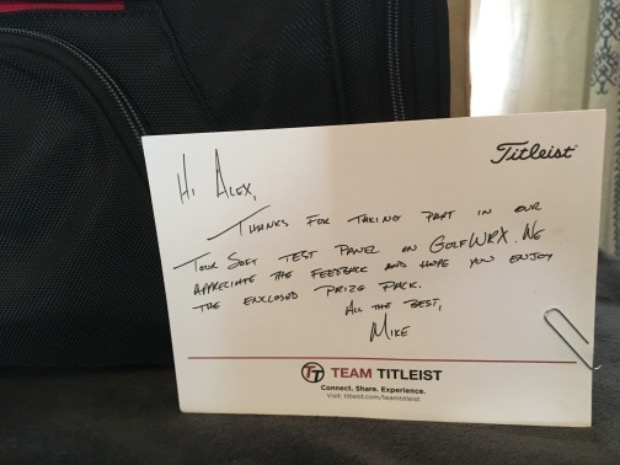 Titleist
Hi Alex,
Thanks for taking part in our
Tour Soft test panel on GolfWRX. We
appreciate the feedback and hope you enjoy
the enclosed prize pack.
All the best,
Mike
TT TEAM TITLEIST
Connect. Share. Experience.
Visit: titleist.com/teamtitleist